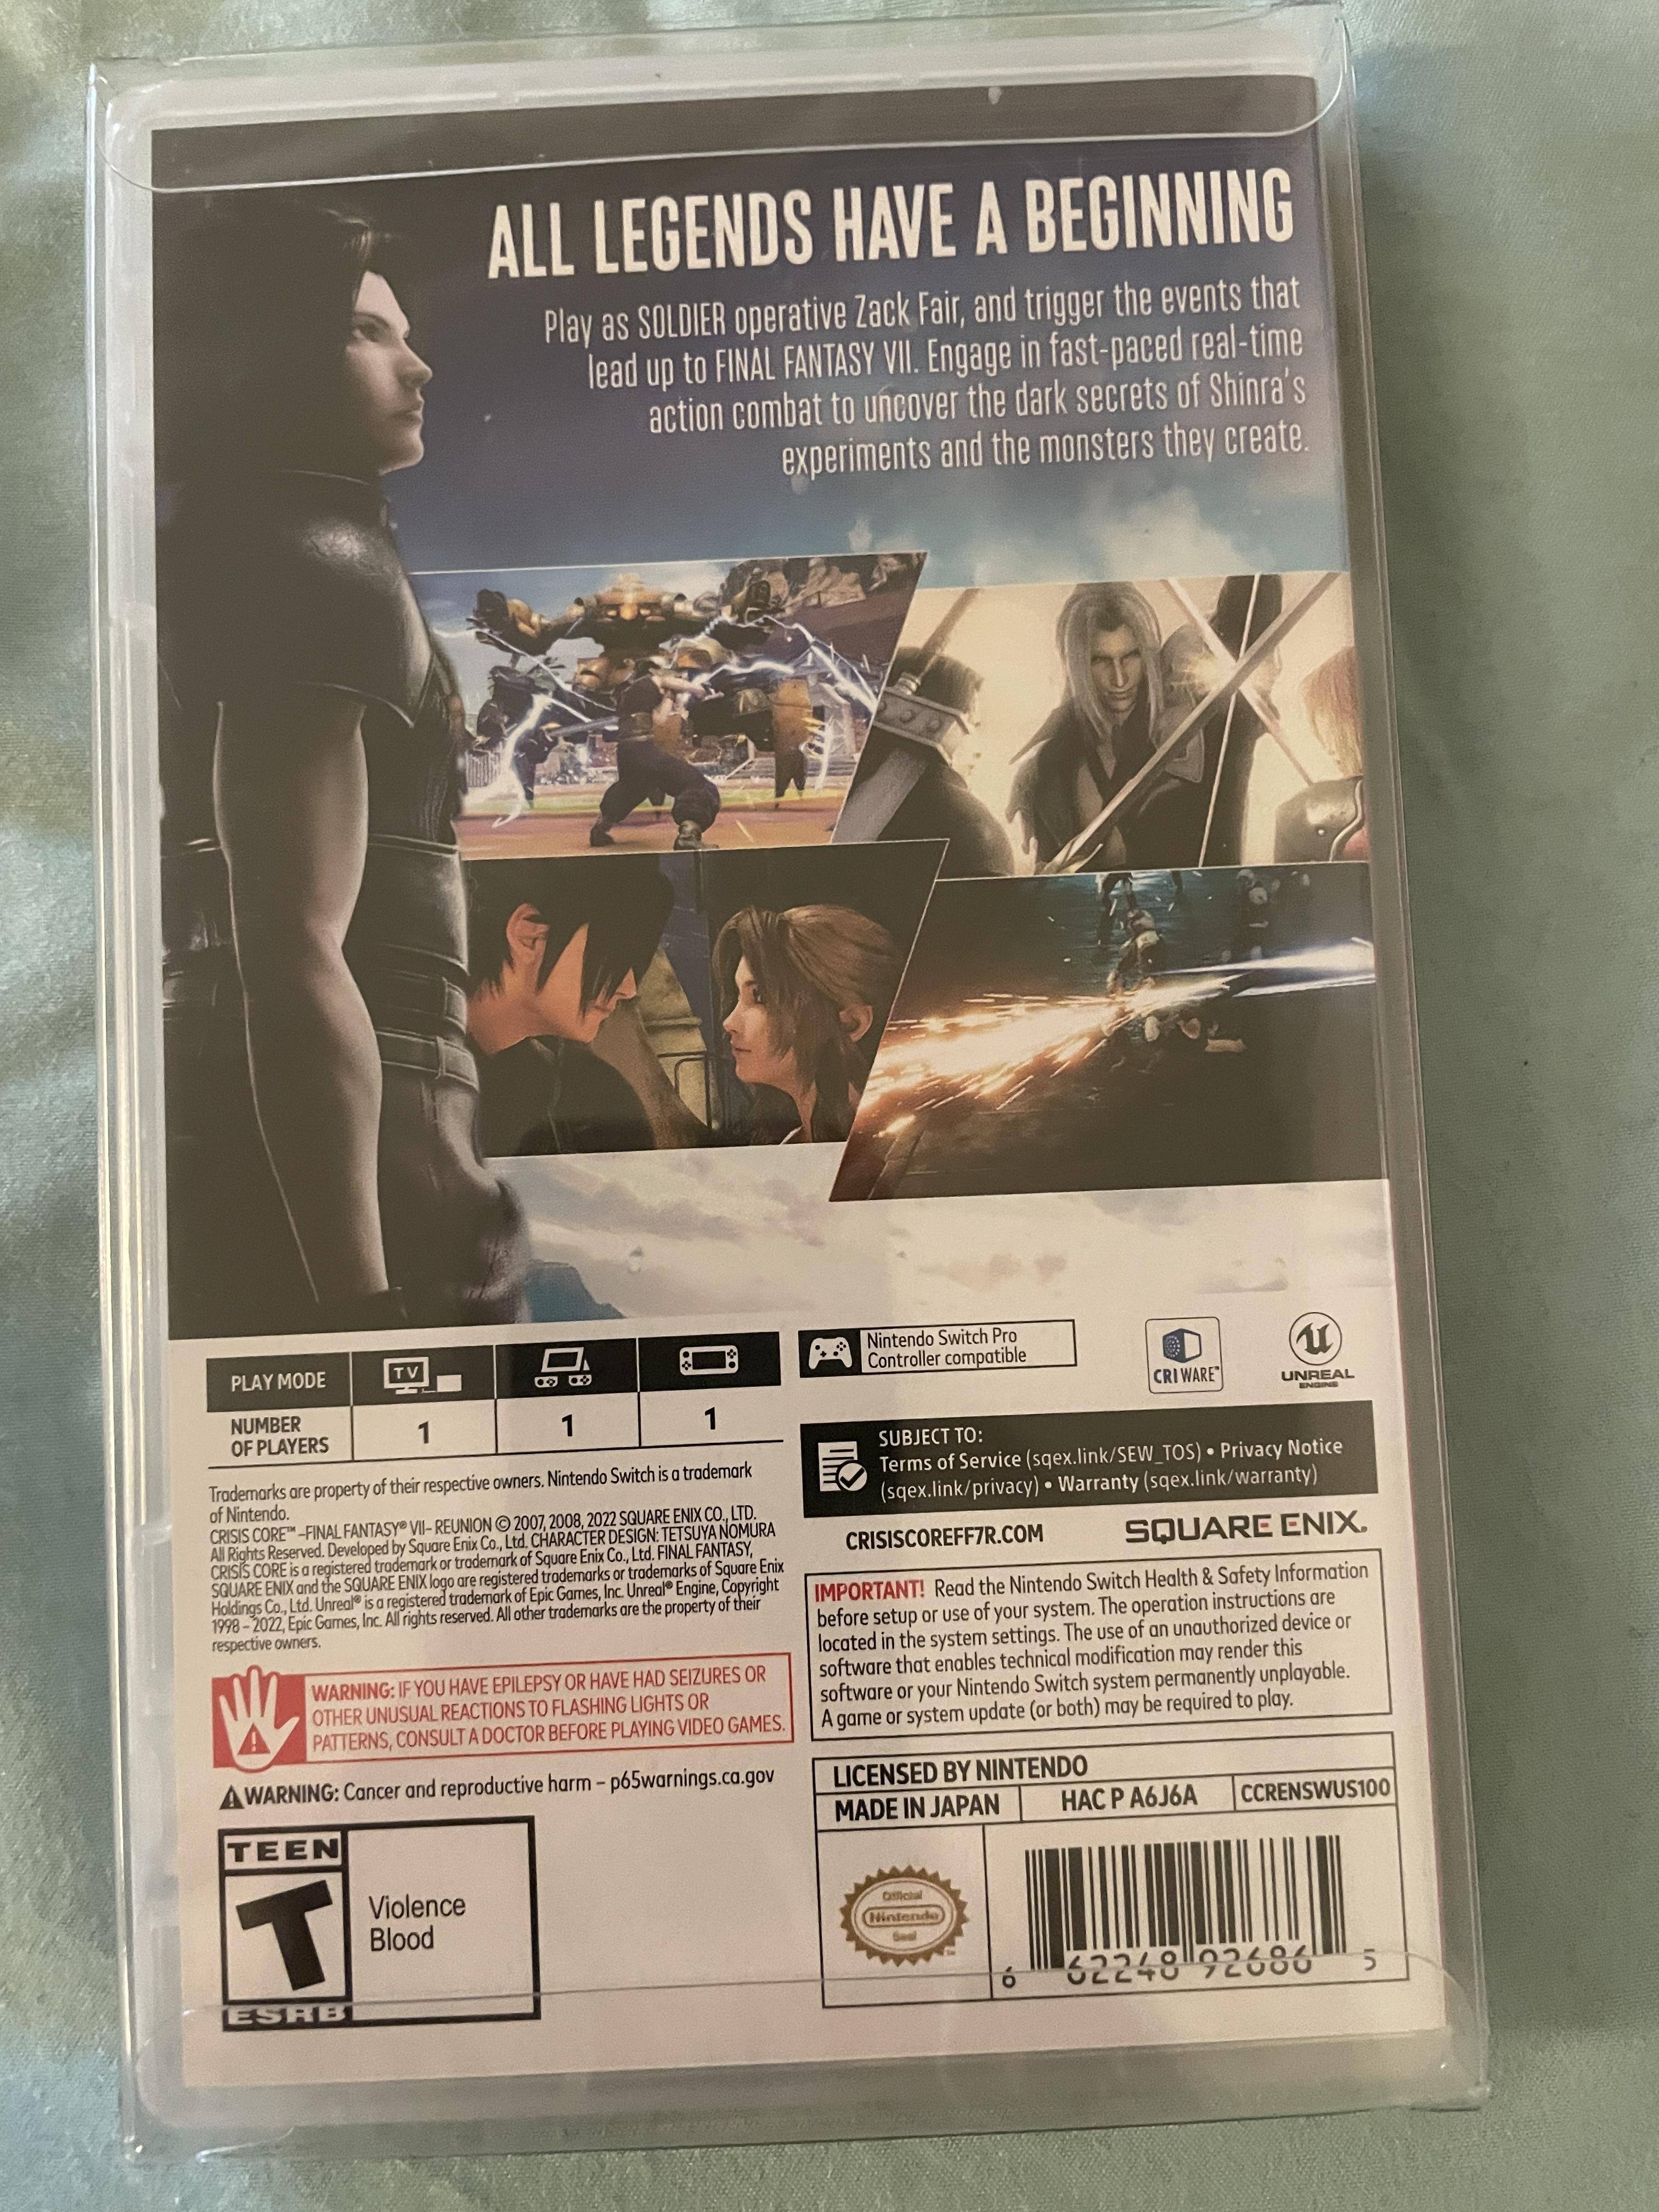 ALL LEGENDS HAVE A BEGINNING
Play as SOLDIER operative Zack Fair, and trigger the events that
lead up to FINAL FANTASY VII. Engage in fast-paced real-time
action combat to uncover the dark secrets of Shinra's
experiments and the monsters they create.
PLAY MODE
TV
NUMBER
OF PLAYERS
1
1
1
Nintendo Switch Pro
Controller compatible
CRIWARE™
UNREAL
ENGINE
SUBJECT TO:
Terms of Service (sqex.link/SEW_TOS) • Privacy Notice
(sqex.link/privacy) • Warranty (sqex.link/warranty)
Trademarks are property of their respective owners. Nintendo Switch is a trademark
of Nintendo.
CRISIS CORE™ –FINAL FANTASY® VII– REUNION © 2007, 2008, 2022 SQUARE ENIX CO., LTD.
All Rights Reserved. Developed by Square Enix Co., Ltd. CHARACTER DESIGN: TETSUYA NOMURA
CRISIS CORE is a registered trademark or trademark of Square Enix Co., Ltd. FINAL FANTASY,
SQUARE ENIX and the SQUARE ENIX logo are registered trademarks or trademarks of Square Enix
Holdings Co., Ltd. Unreal® is a registered trademark of Epic Games, Inc. Unreal® Engine, Copyright
1998 – 2022, Epic Games, Inc. All rights reserved. All other trademarks are the property of their
respective owners.
CRISISCOREFF7R.COM
SQUARE ENIX.
WARNING: IF YOU HAVE EPILEPSY OR HAVE HAD SEIZURES OR
OTHER UNUSUAL REACTIONS TO FLASHING LIGHTS OR
PATTERNS, CONSULT A DOCTOR BEFORE PLAYING VIDEO GAMES.
WARNING: Cancer and reproductive harm – p65warnings.ca.gov
IMPORTANT! Read the Nintendo Switch Health & Safety Information
before setup or use of your system. The operation instructions are
located in the system settings. The use of an unauthorized device or
software that enables technical modification may render this
software or your Nintendo Switch system permanently unplayable.
A game or system update (or both) may be required to play.
LICENSED BY NINTENDO
MADE IN JAPAN
HAC P A6J6A
CCRENSWUS100
TEEN
T
ESRB
Violence
Blood
Official
Nintendo
Seal
6 62248 92686 5